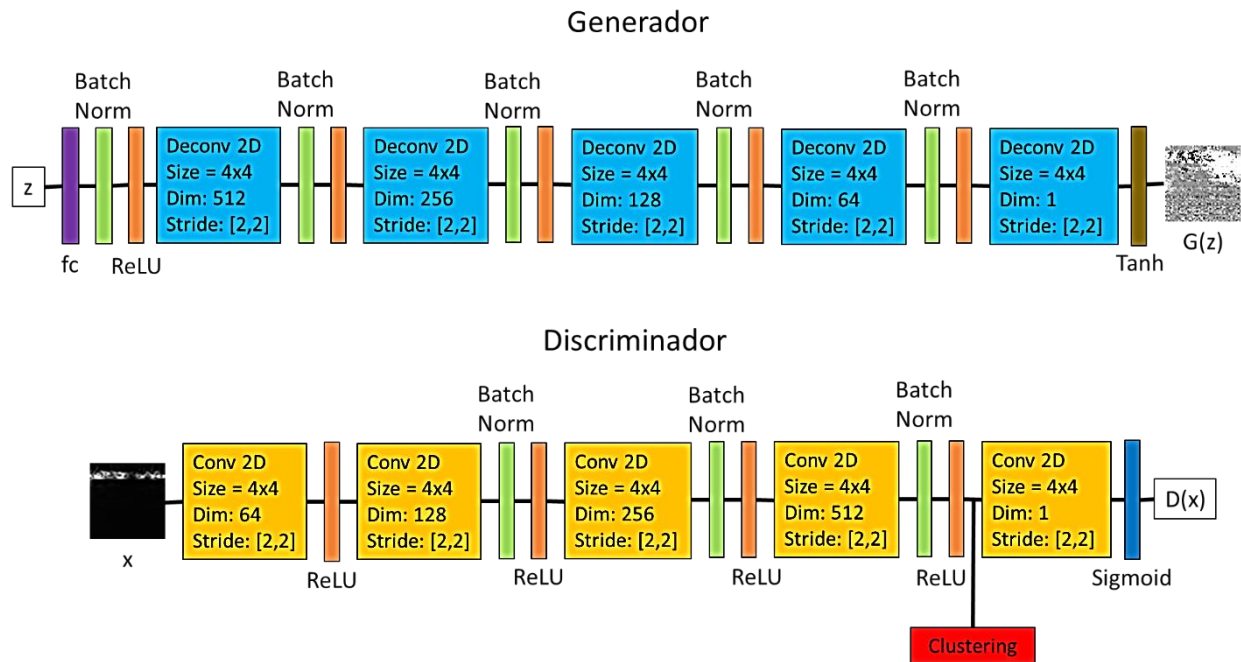 Generador
Batch
Norm
Batch
Norm
Batch
Norm
Batch
Norm
Batch
Norm
z
Deconv 2D
Size = 4x4
Dim: 512
Stride: [2,2]
Deconv 2D
Size = 4x4
Dim: 256
Stride: [2,2]
Deconv 2D
Size = 4x4
Dim: 128
Stride: [2,2]
Deconv 2D
Size = 4x4
Dim: 64
Stride: [2,2]
Deconv 2D
Size = 4x4
Dim: 1
Stride: [2,2]
fc
ReLU
Tanh
G(z)
Discriminador
Batch
Norm
Batch
Norm
Batch
Norm
x
Conv 2D
Size = 4x4
Dim: 64
Stride: [2,2]
Conv 2D
Size = 4x4
Dim: 128
Stride: [2,2]
Conv 2D
Size = 4x4
Dim: 256
Stride: [2,2]
Conv 2D
Size = 4x4
Dim: 512
Stride: [2,2]
Conv 2D
Size = 4x4
Dim: 1
Stride: [2,2]
D(x)
ReLU
ReLU
ReLU
ReLU
Sigmoid
Clustering